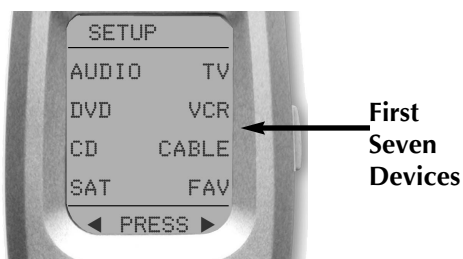 SETUP
AUDIO TV
DVD VCR
CD CABLE
SAT FAV
◀ PRESS ▶
First
Seven
Devices